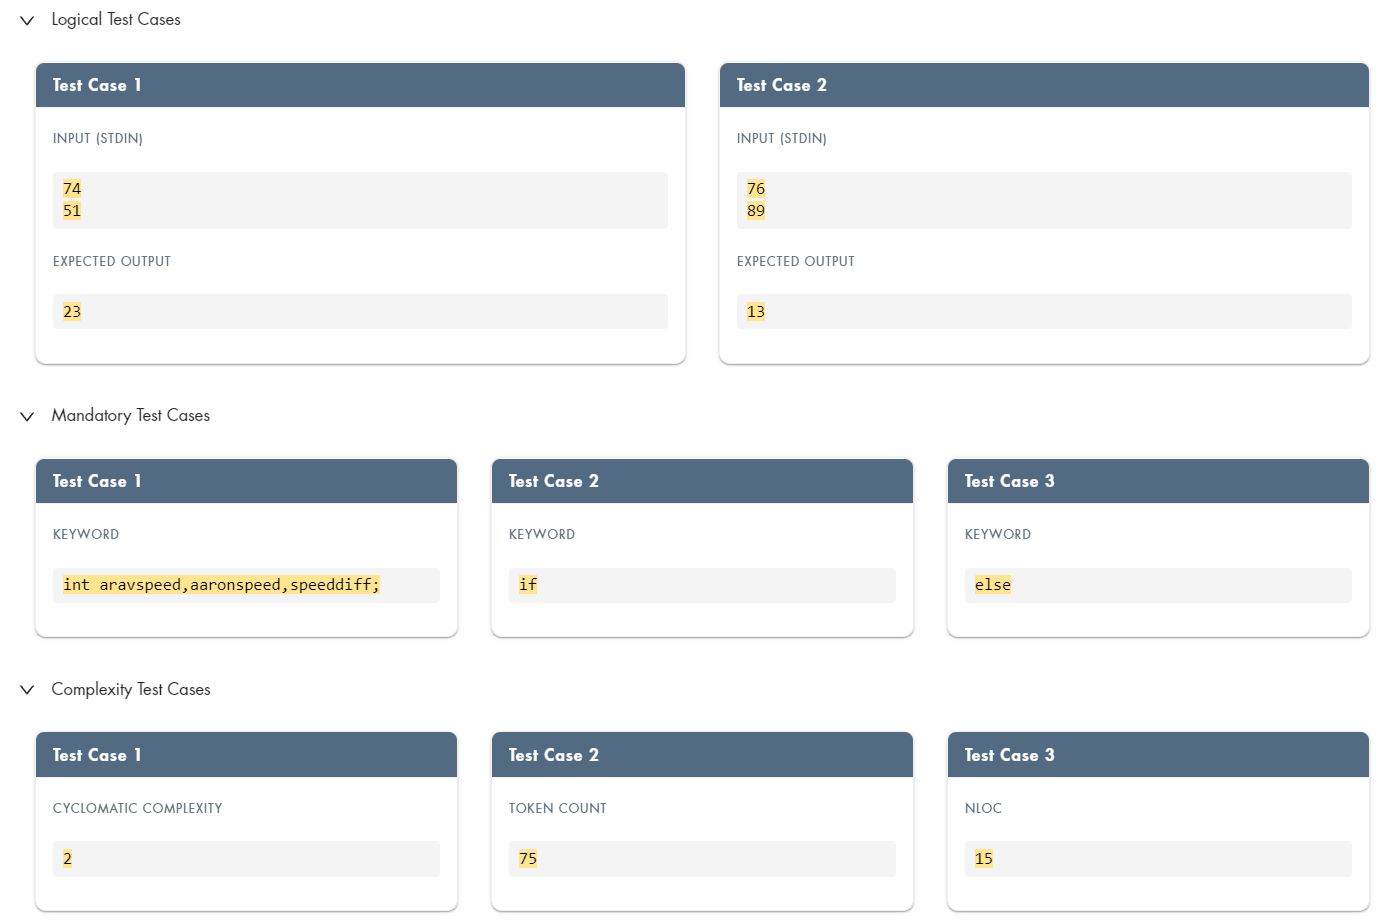 Logical Test Cases
Test Case 1
INPUT (STDIN)
74
51
EXPECTED OUTPUT
23
Test Case 2
INPUT (STDIN)
76
89
EXPECTED OUTPUT
13
Mandatory Test Cases
Test Case 1
KEYWORD
int aravspeed,aaronspeed,speeddiff;
Test Case 2
KEYWORD
if
Test Case 3
KEYWORD
else
Complexity Test Cases
Test Case 1
CYCLOMATIC COMPLEXITY
2
Test Case 2
TOKEN COUNT
75
Test Case 3
NLOC
15